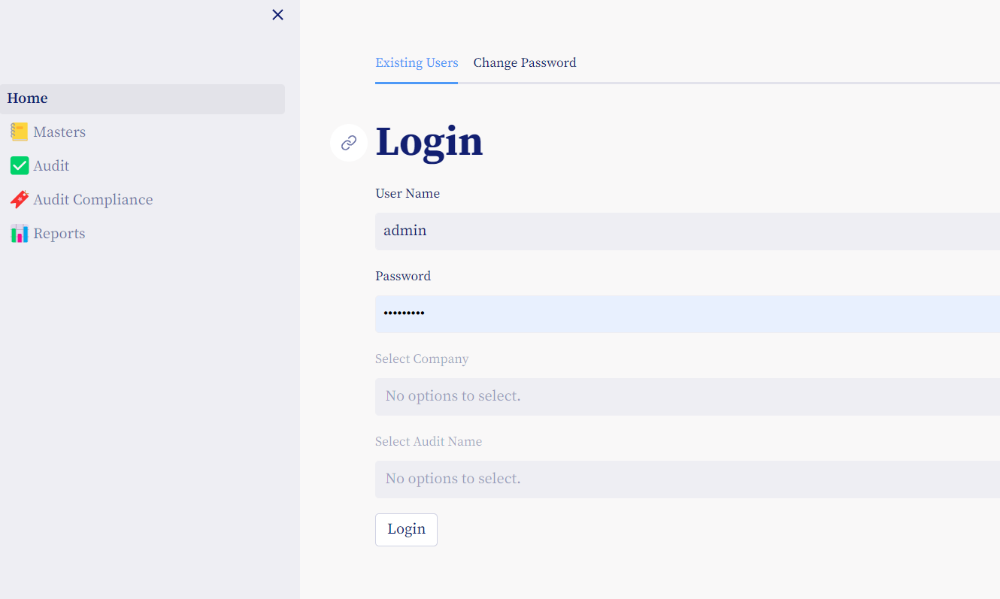 Home
Masters
Audit
Audit Compliance
Reports
Existing Users Change Password
Login
User Name
admin
Password
•••••••••
Select Company
No options to select.
Select Audit Name
No options to select.
Login